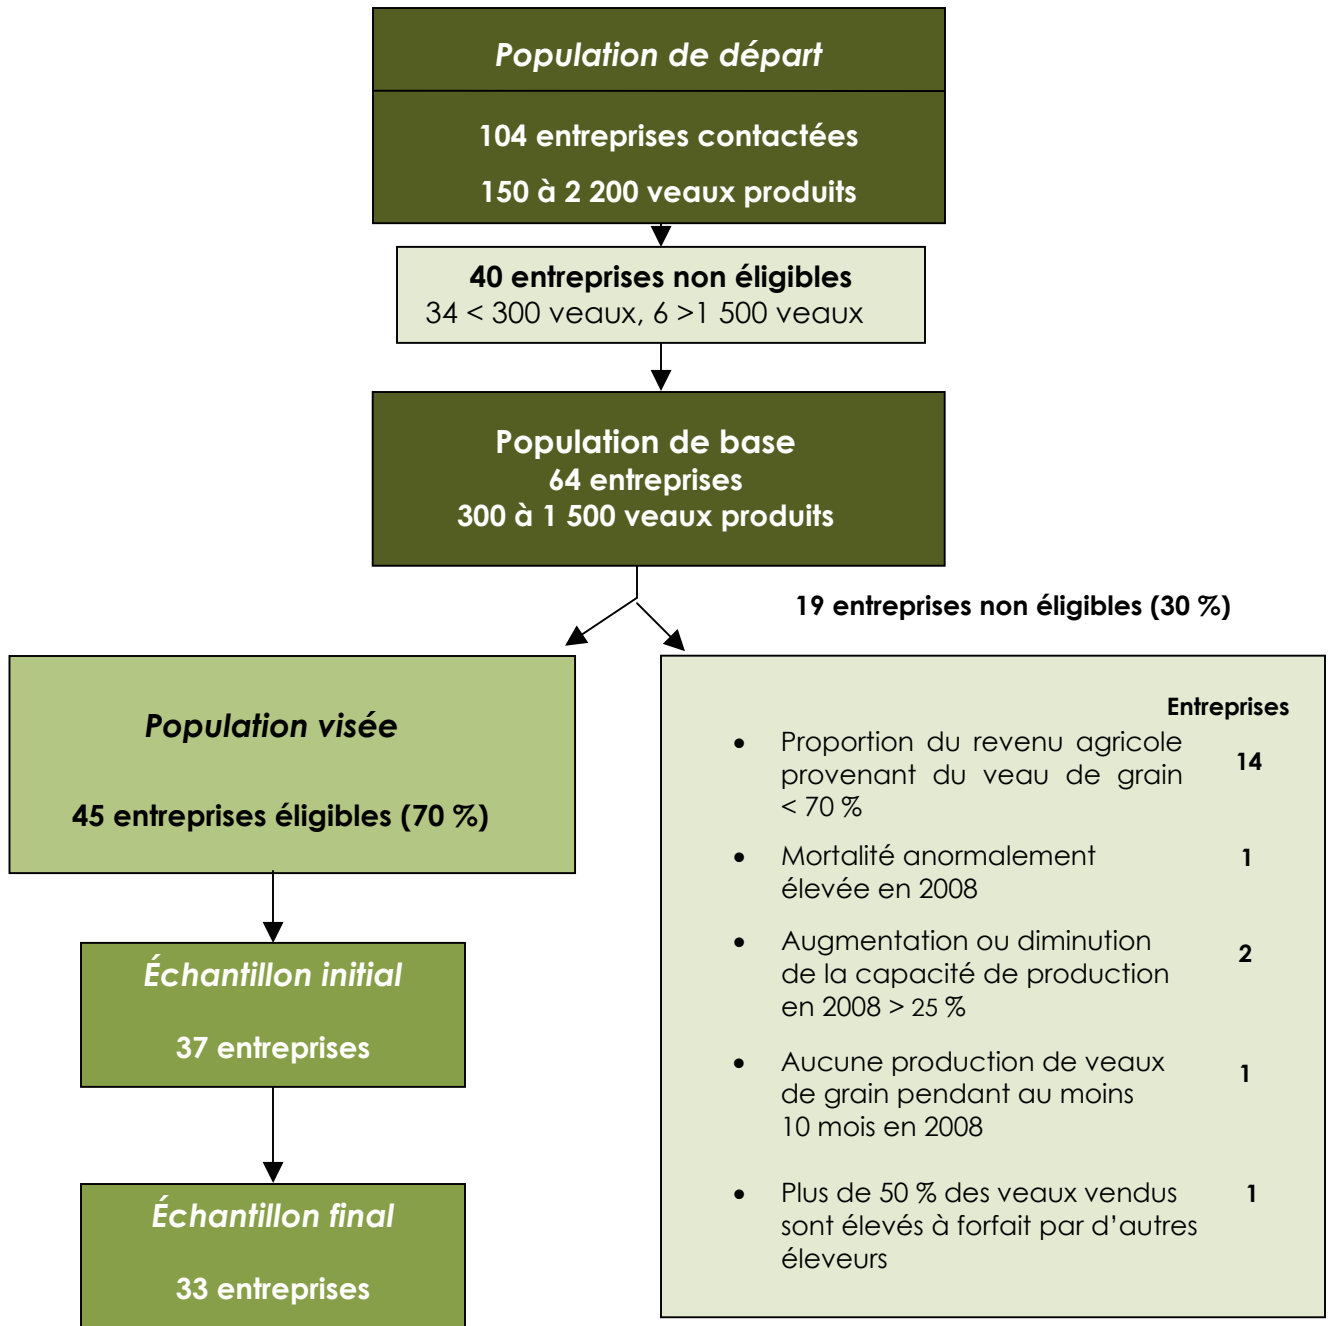 Population de départ
104 entreprises contactées
150 à 2 200 veaux produits
40 entreprises non éligibles
34 < 300 veaux, 6 >1 500 veaux
Population de base
64 entreprises
300 à 1 500 veaux produits
19 entreprises non éligibles (30 %)
Population visée
45 entreprises éligibles (70 %)
Échantillon initial
37 entreprises
Échantillon final
33 entreprises
Entreprises
• Proportion du revenu agricole
provenant du veau de grain
< 70 %
14
• Mortalité anormalement
élevée en 2008
1
• Augmentation ou diminution
de la capacité de production
en 2008 > 25 %
2
• Aucune production de veaux
de grain pendant au moins
10 mois en 2008
1
• Plus de 50 % des veaux vendus
sont élevés à forfait par d’autres
éleveurs
1